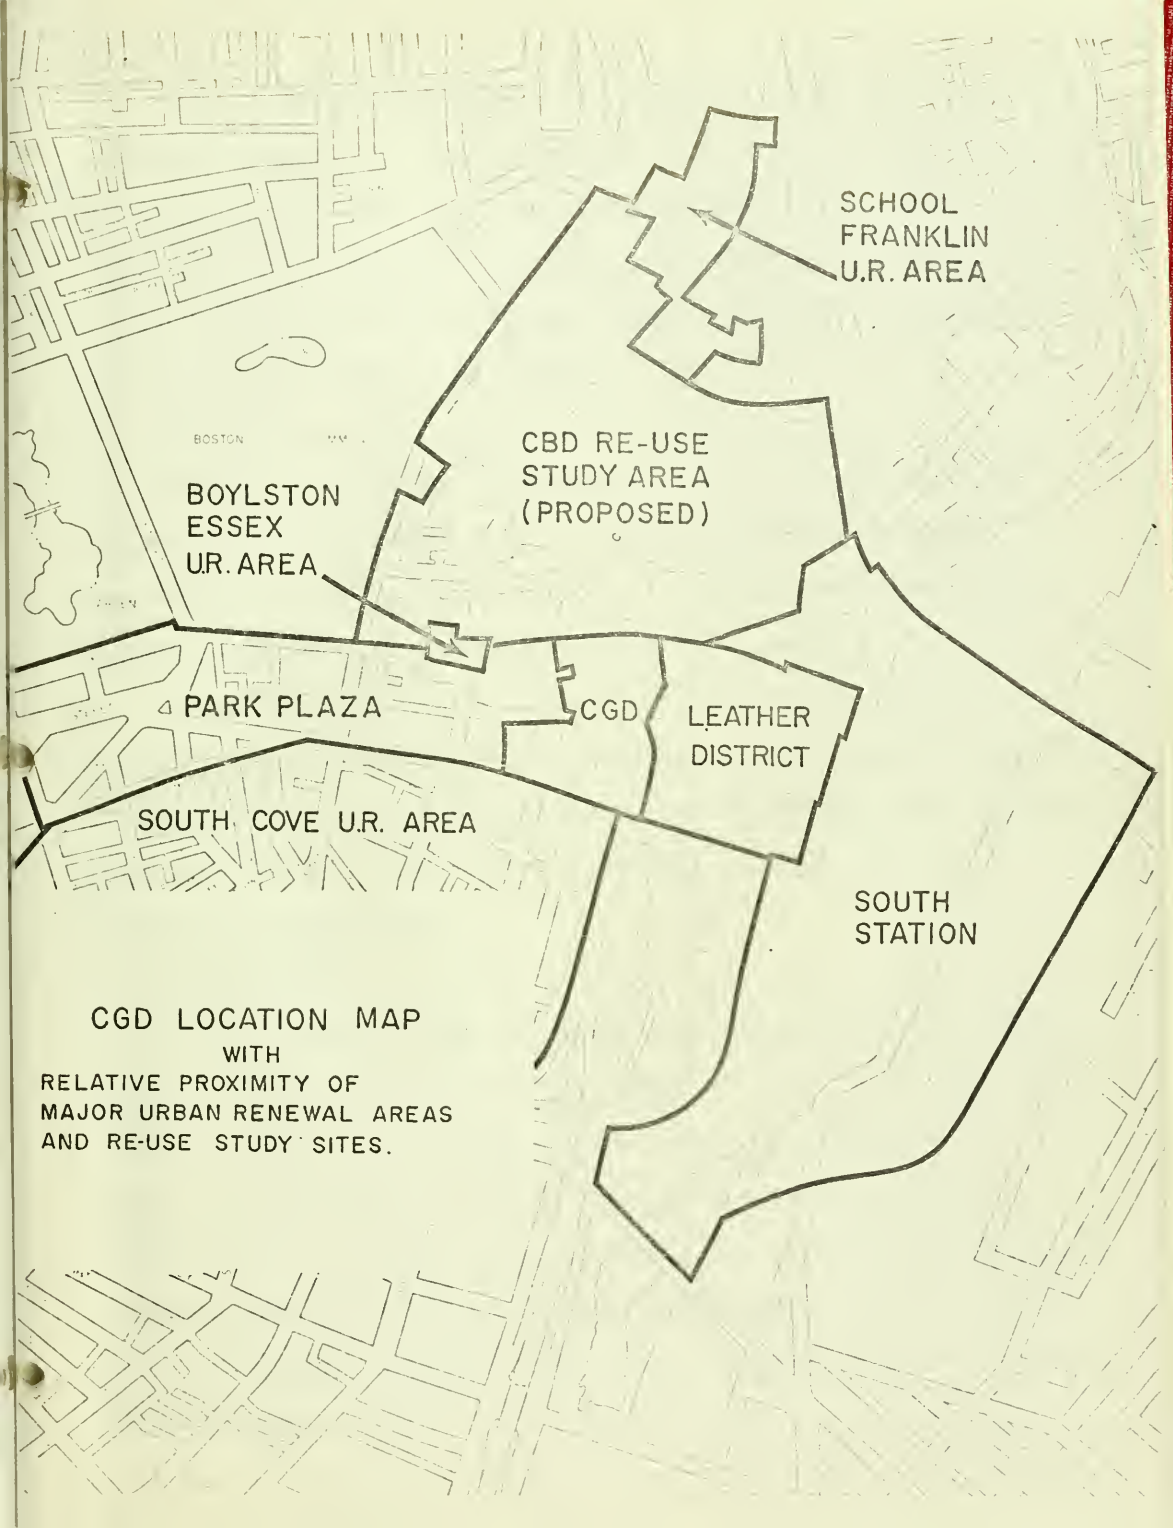 SCHOOL
FRANKLIN
U.R. AREA
CBD RE-USE
STUDY AREA
(PROPOSED)
BOSTON
BOYLSTON
ESSEX
U.R. AREA
PARK PLAZA
CGD
LEATHER
DISTRICT
SOUTH COVE U.R. AREA
SOUTH
STATION
CGD LOCATION MAP
WITH
RELATIVE PROXIMITY OF
MAJOR URBAN RENEWAL AREAS
AND RE-USE STUDY SITES.